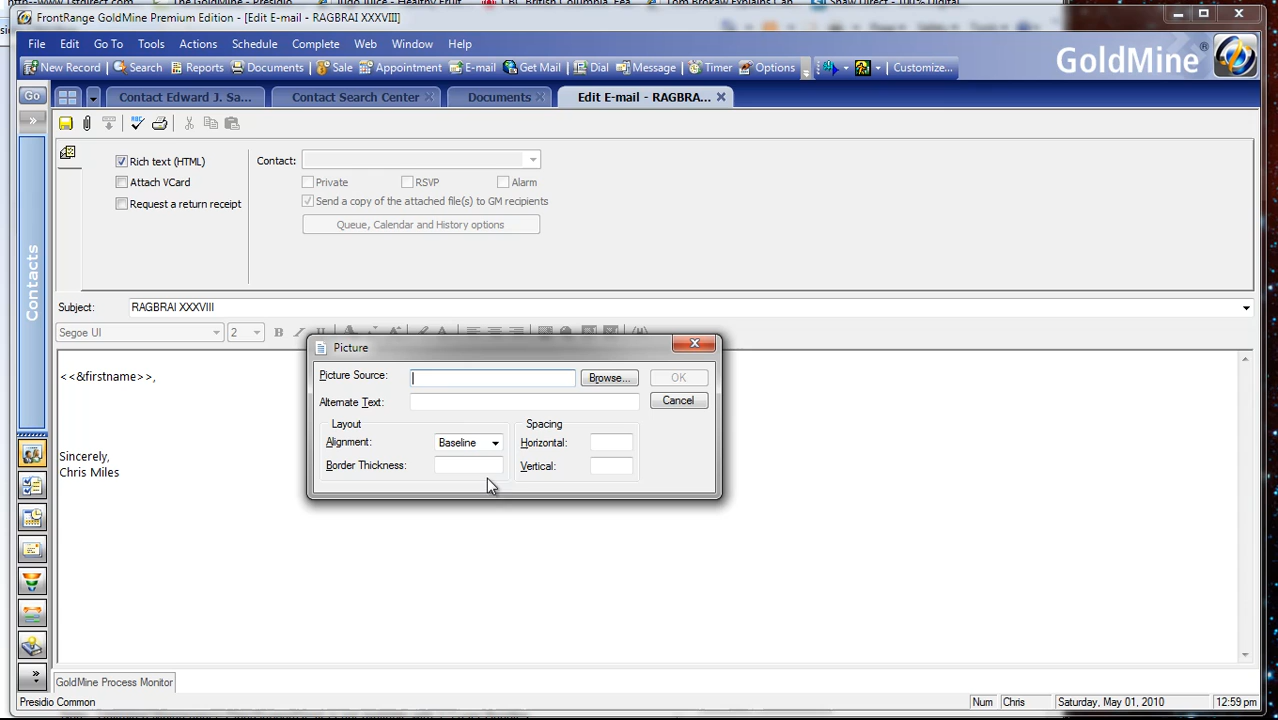 FrontRange GoldMine Premium Edition - [Edit E-mail - RAGBRAI XXXVIII]
File Edit Go To Tools Actions Schedule Complete Web Window Help
GoldMine®
New Record Search Reports Documents Sale Appointment E-mail Get Mail Dial Message Timer Options Customize...
Go
Contact Edward J. Sa... Contact Search Center Documents Edit E-mail - RAGBRA...
Rich text (HTML)
Attach VCard
Request a return receipt
Contact:
Private RSVP Alarm
Send a copy of the attached file(s) to GM recipients
Queue, Calendar and History options
Contacts
Subject: RAGBRAI XXXVIII
Segoe UI 2 B I U
Picture
Picture Source: Browse... OK
Alternate Text: Cancel
Layout Spacing
Alignment: Baseline Horizontal:
Border Thickness: Vertical:
<<&firstname>>,
Sincerely,
Chris Miles
GoldMine Process Monitor
Presidio Common Num Chris Saturday, May 01, 2010 12:59 pm